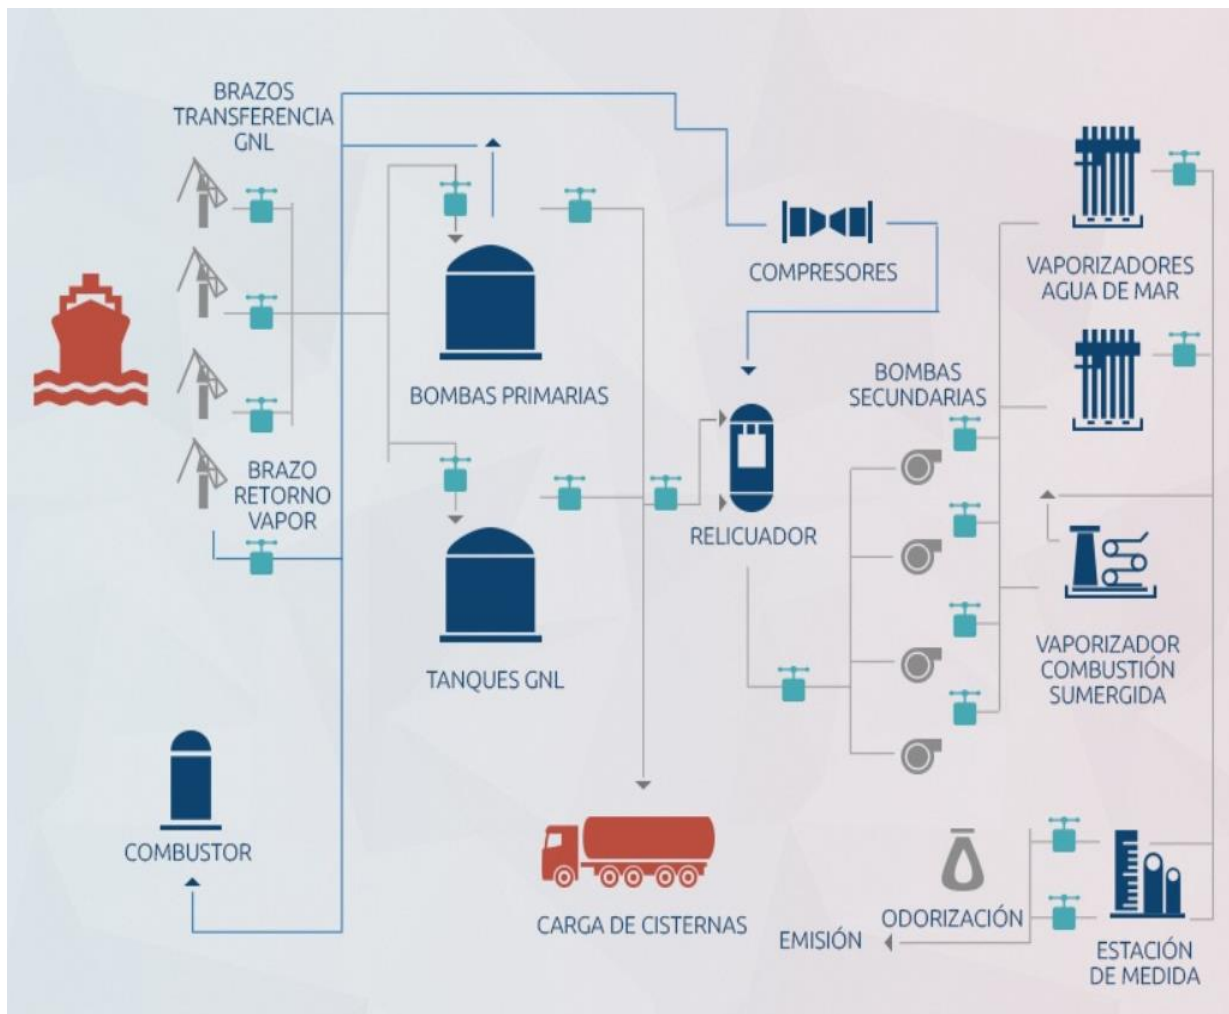 BRAZOS
TRANSFERENCIA
GNL
COMPRESORES
VAPORIZADORES
AGUA DE MAR
BOMBAS PRIMARIAS
BOMBAS
SECUNDARIAS
BRAZO
RETORNO
VAPOR
RELICUADOR
VAPORIZADOR
COMBUSTIÓN
SUMERGIDA
TANQUES GNL
COMBUSTOR
CARGA DE CISTERNAS
ODORIZACIÓN
EMISIÓN
ESTACIÓN
DE MEDIDA